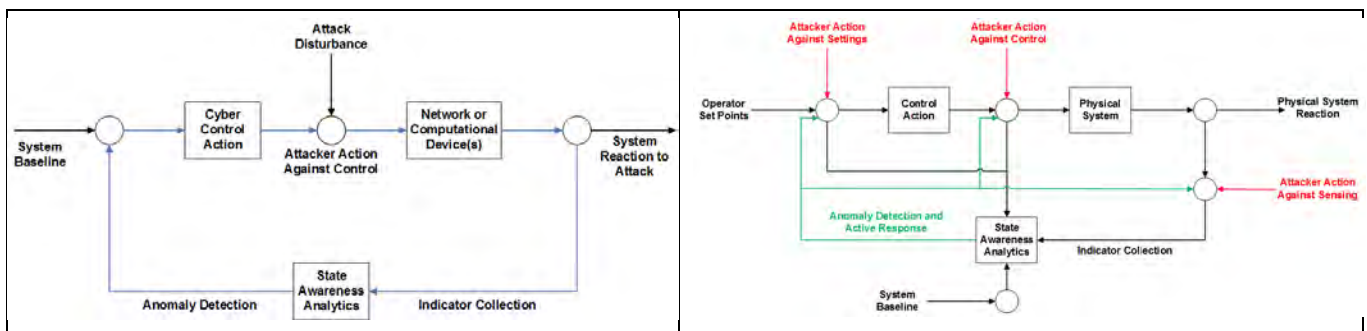 Attack
Disturbance
Cyber
Control
Action
Network or
Computational
Device(s)
System
Baseline
Attacker Action
Against Control
System
Reaction to
Attack
State
Awareness
Analytics
Anomaly Detection
Indicator Collection
Attacker Action
Against Settings
Attacker Action
Against Control
Operator
Set Points
Control
Action
Physical
System
Physical System
Reaction
Attacker Action
Against Sensing
Anomaly Detection and
Active Response
State
Awareness
Analytics
Indicator Collection
System
Baseline